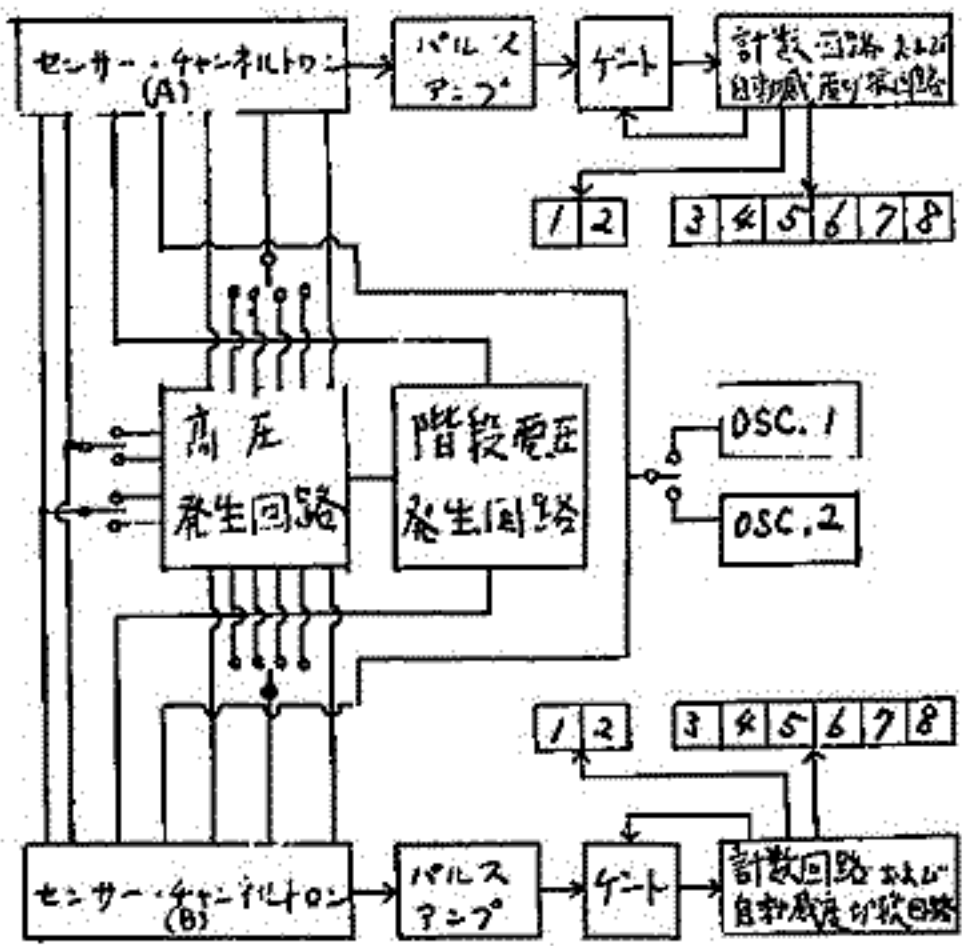 センサー・チャンネルトロン
(A)
パルス
アンプ
ゲート
計数回路および
自動感度切換回路
1 2
3 4 5 6 7 8
高圧
発生回路
階段電圧
発生回路
OSC.1
OSC.2
1 2
3 4 5 6 7 8
センサー・チャンネルトロン
(B)
パルス
アンプ
ゲート
計数回路および
自動感度切換回路